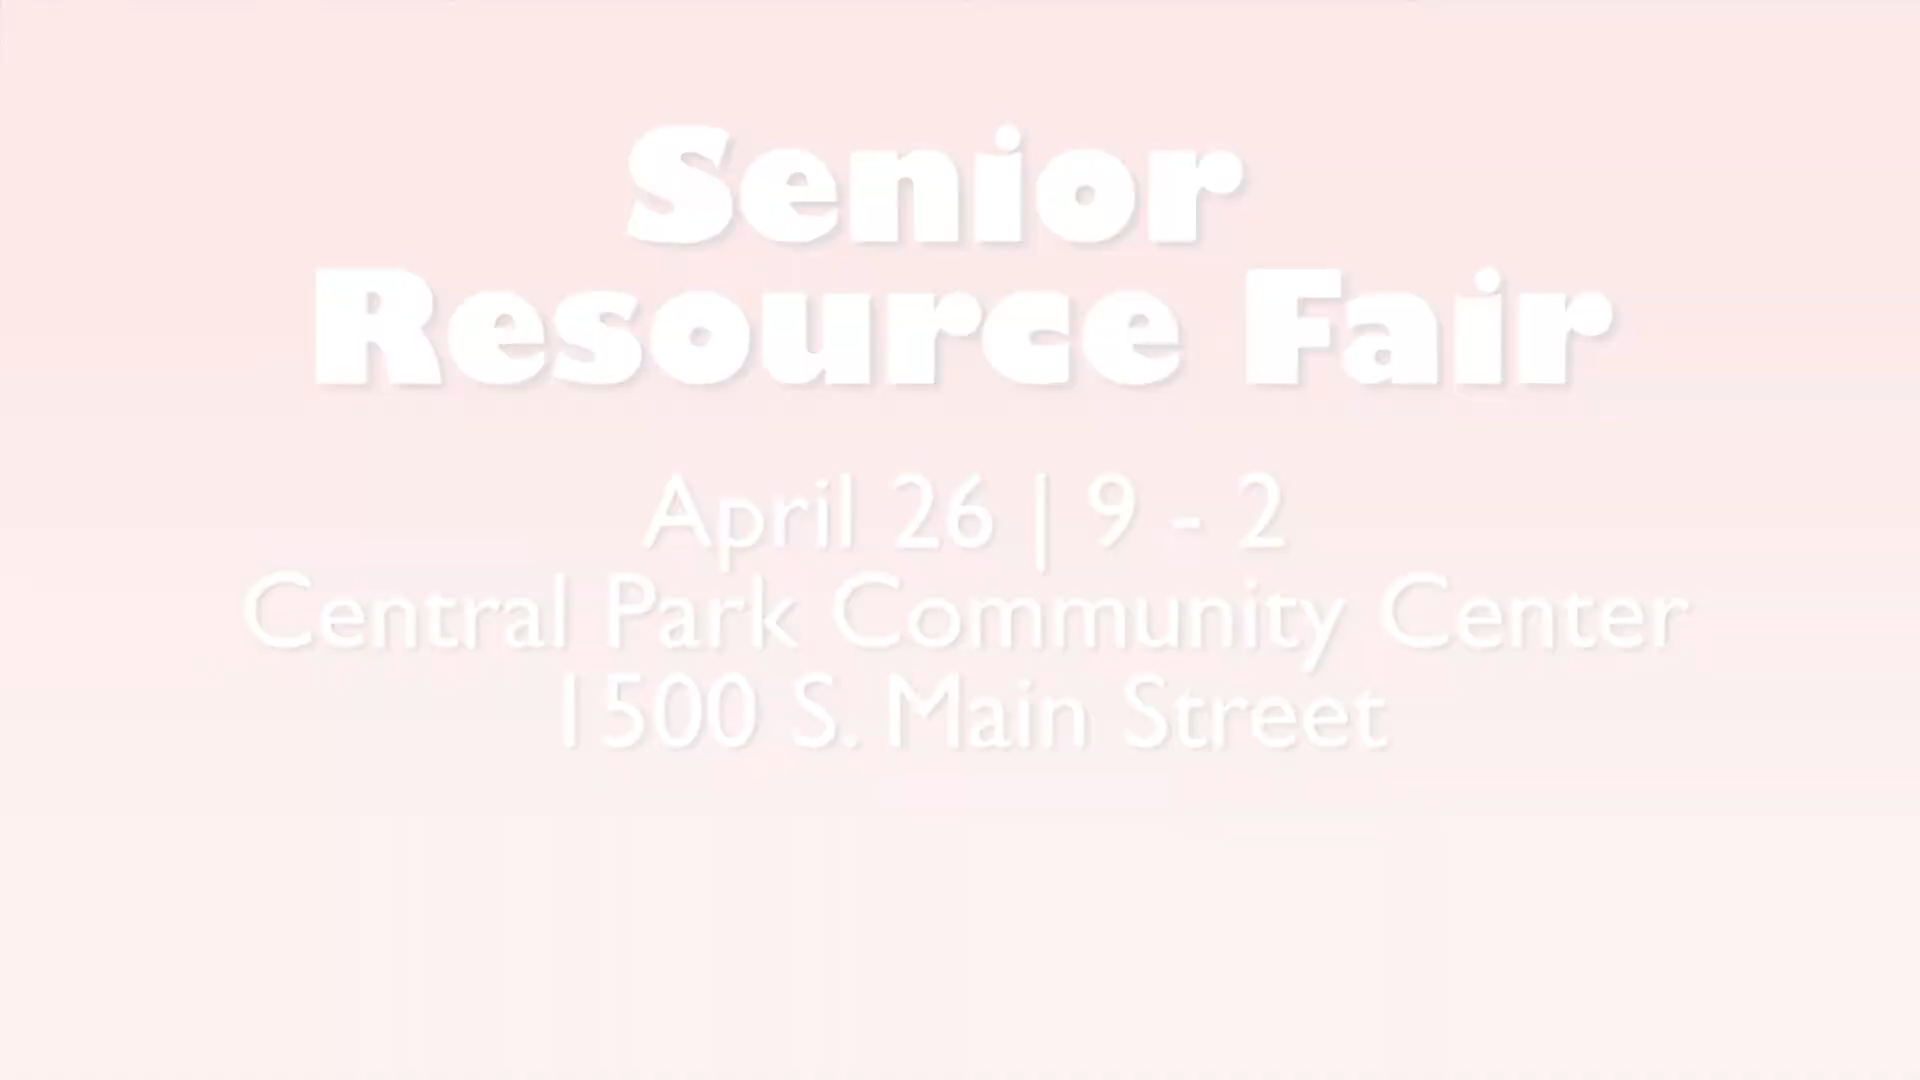 Senior
Resource Fair
April 26 | 9 - 2
Central Park Community Center
1500 S. Main Street